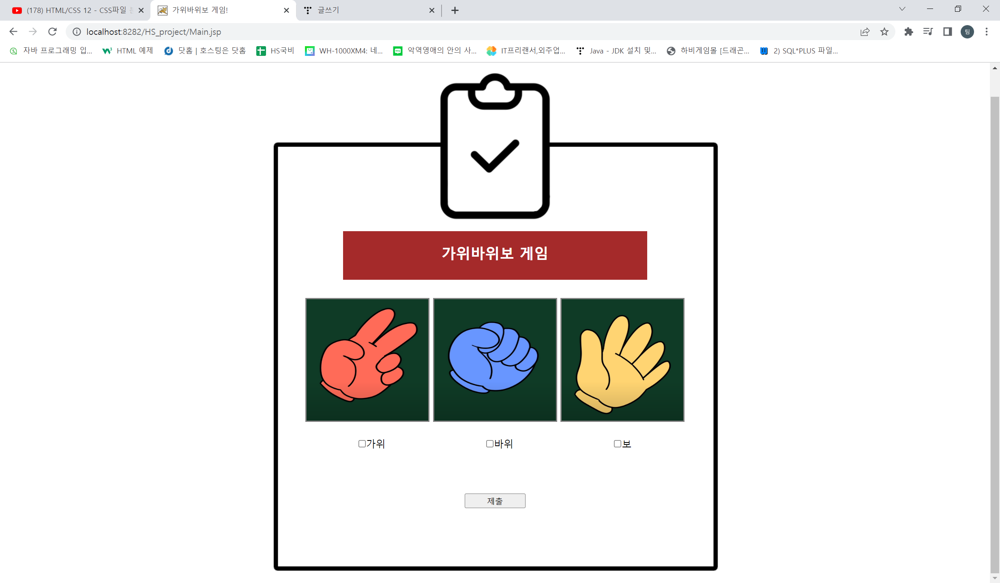 (178) HTML/CSS 12 - CSS파일
가위바위보 게임!
글쓰기
localhost:8282/HS_project/Main.jsp
팀
자바 프로그래밍 입...
HTML 예제
닷홈 | 호스팅은 닷홈
HS국비
WH-1000XM4: 네...
악역영애의 안의 사...
IT프리랜서,외주업...
Java - JDK 설치 및...
하비게임몰 [드래곤...
2) SQL*PLUS 파일...
가위바위보 게임
가위
바위
보
제출